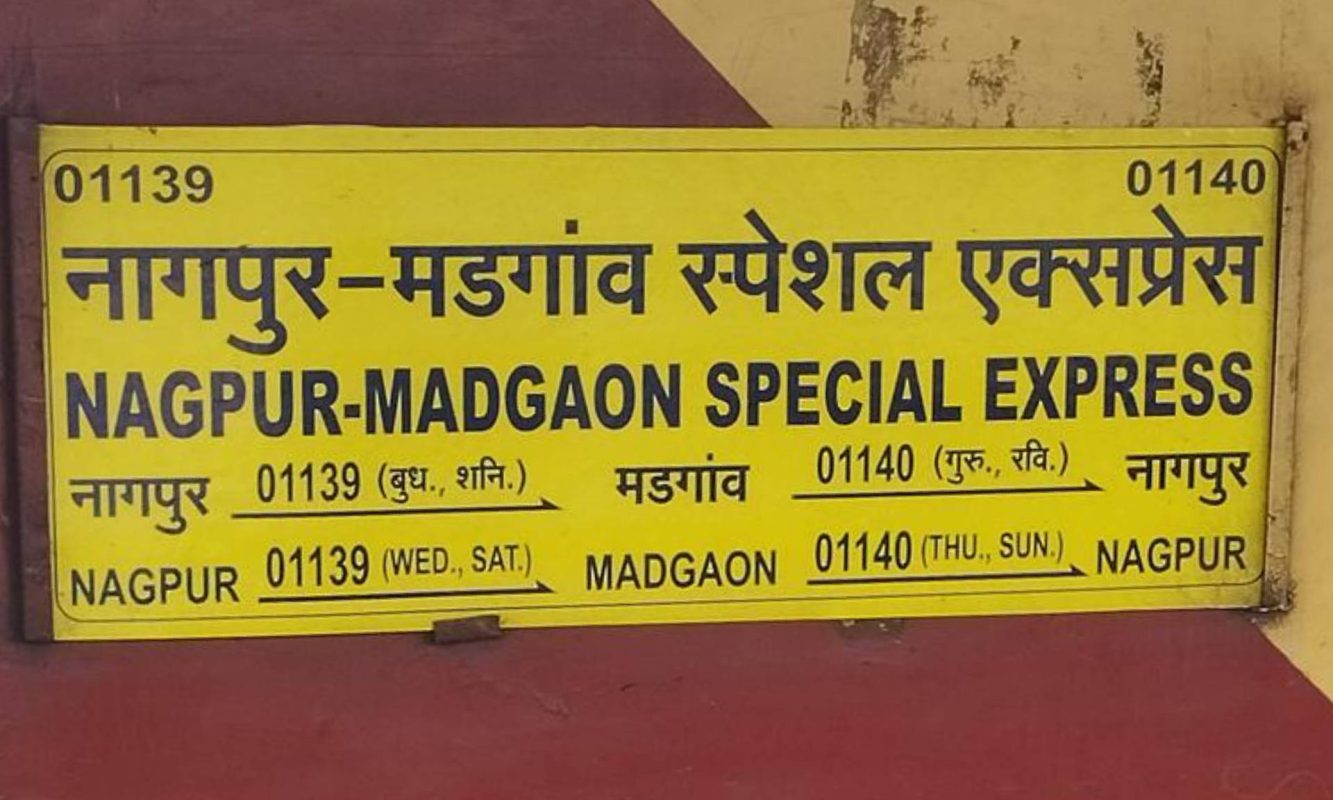 01139 01140
नागपुर-मडगांव स्पेशल एक्सप्रेस
NAGPUR-MADGAON SPECIAL EXPRESS
नागपुर 01139 (बुध., शनि.) मडगांव 01140 (गुरु., रवि.) नागपुर
NAGPUR 01139 (WED., SAT.) MADGAON 01140 (THU., SUN.) NAGPUR